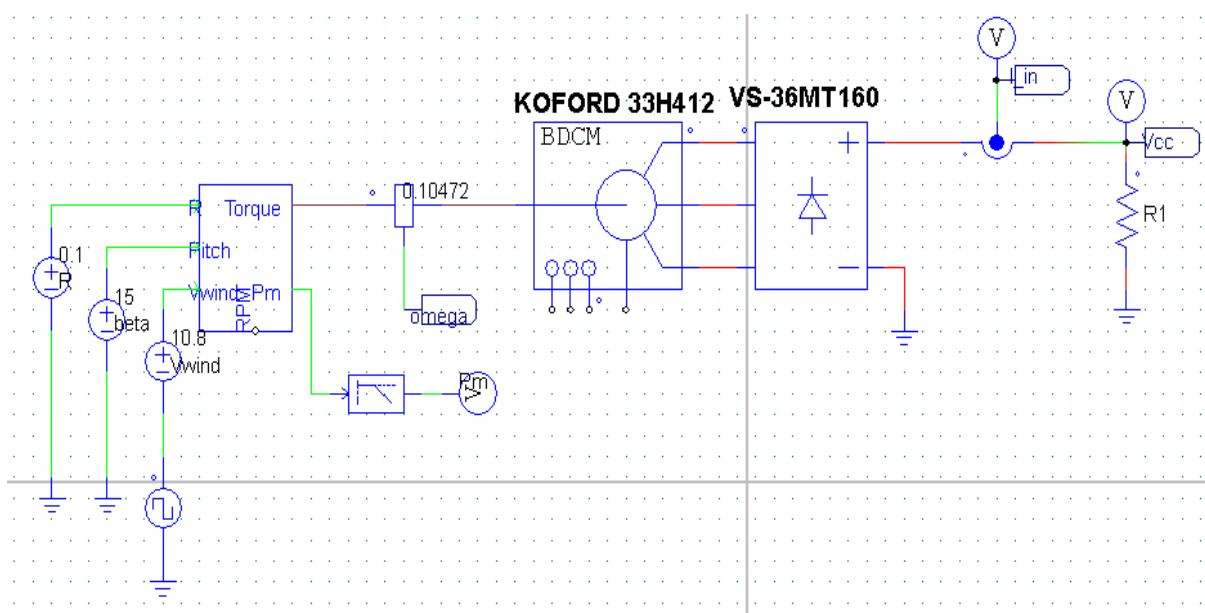 V
in
KOFORD 33H412 VS-36MT160
V
BDCM
Vcc
0.10472
R Torque
R1
Pitch
0.1
R
Vwind Pm
RPM
15
beta
omega
10.8
Vwind
Pm
V